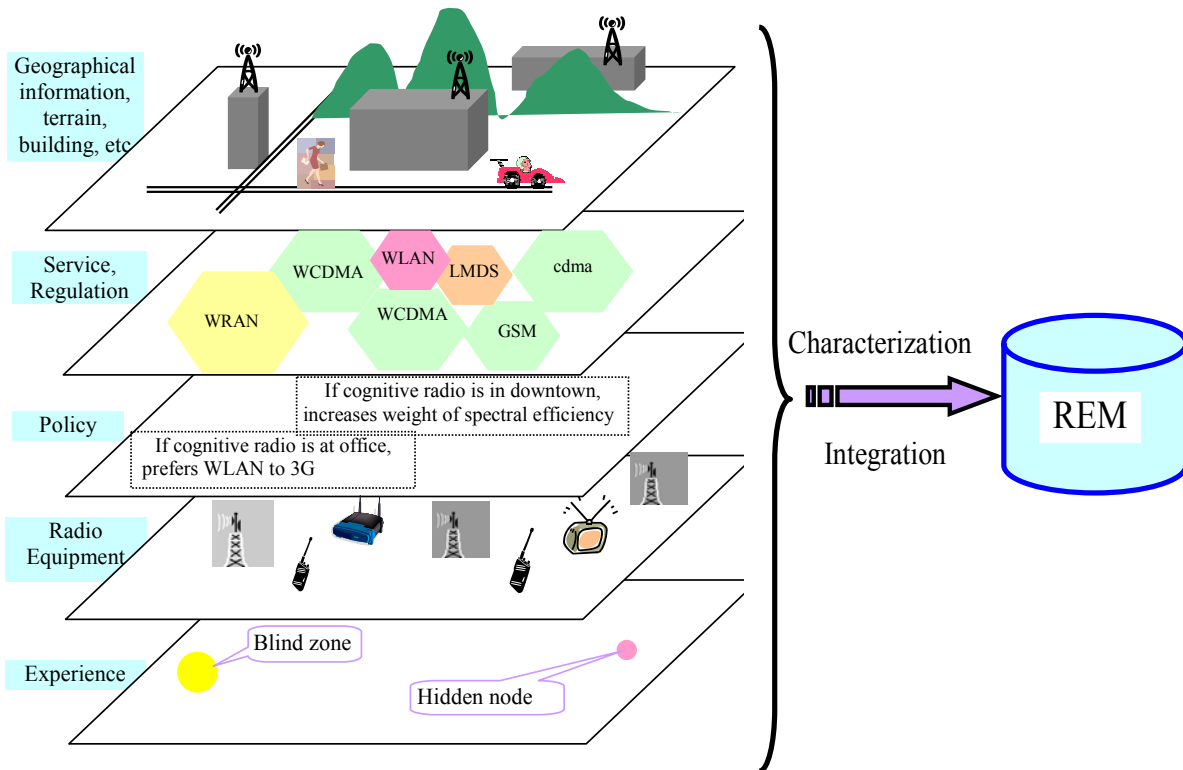 Geographical
information,
terrain,
building, etc
Service,
Regulation
WCDMA
WLAN
LMDS
cdma
WRAN
WCDMA
GSM
Policy
If cognitive radio is in downtown,
increases weight of spectral efficiency
If cognitive radio is at office,
prefers WLAN to 3G
Radio
Equipment
Experience
Blind zone
Hidden node
Characterization
Integration
REM